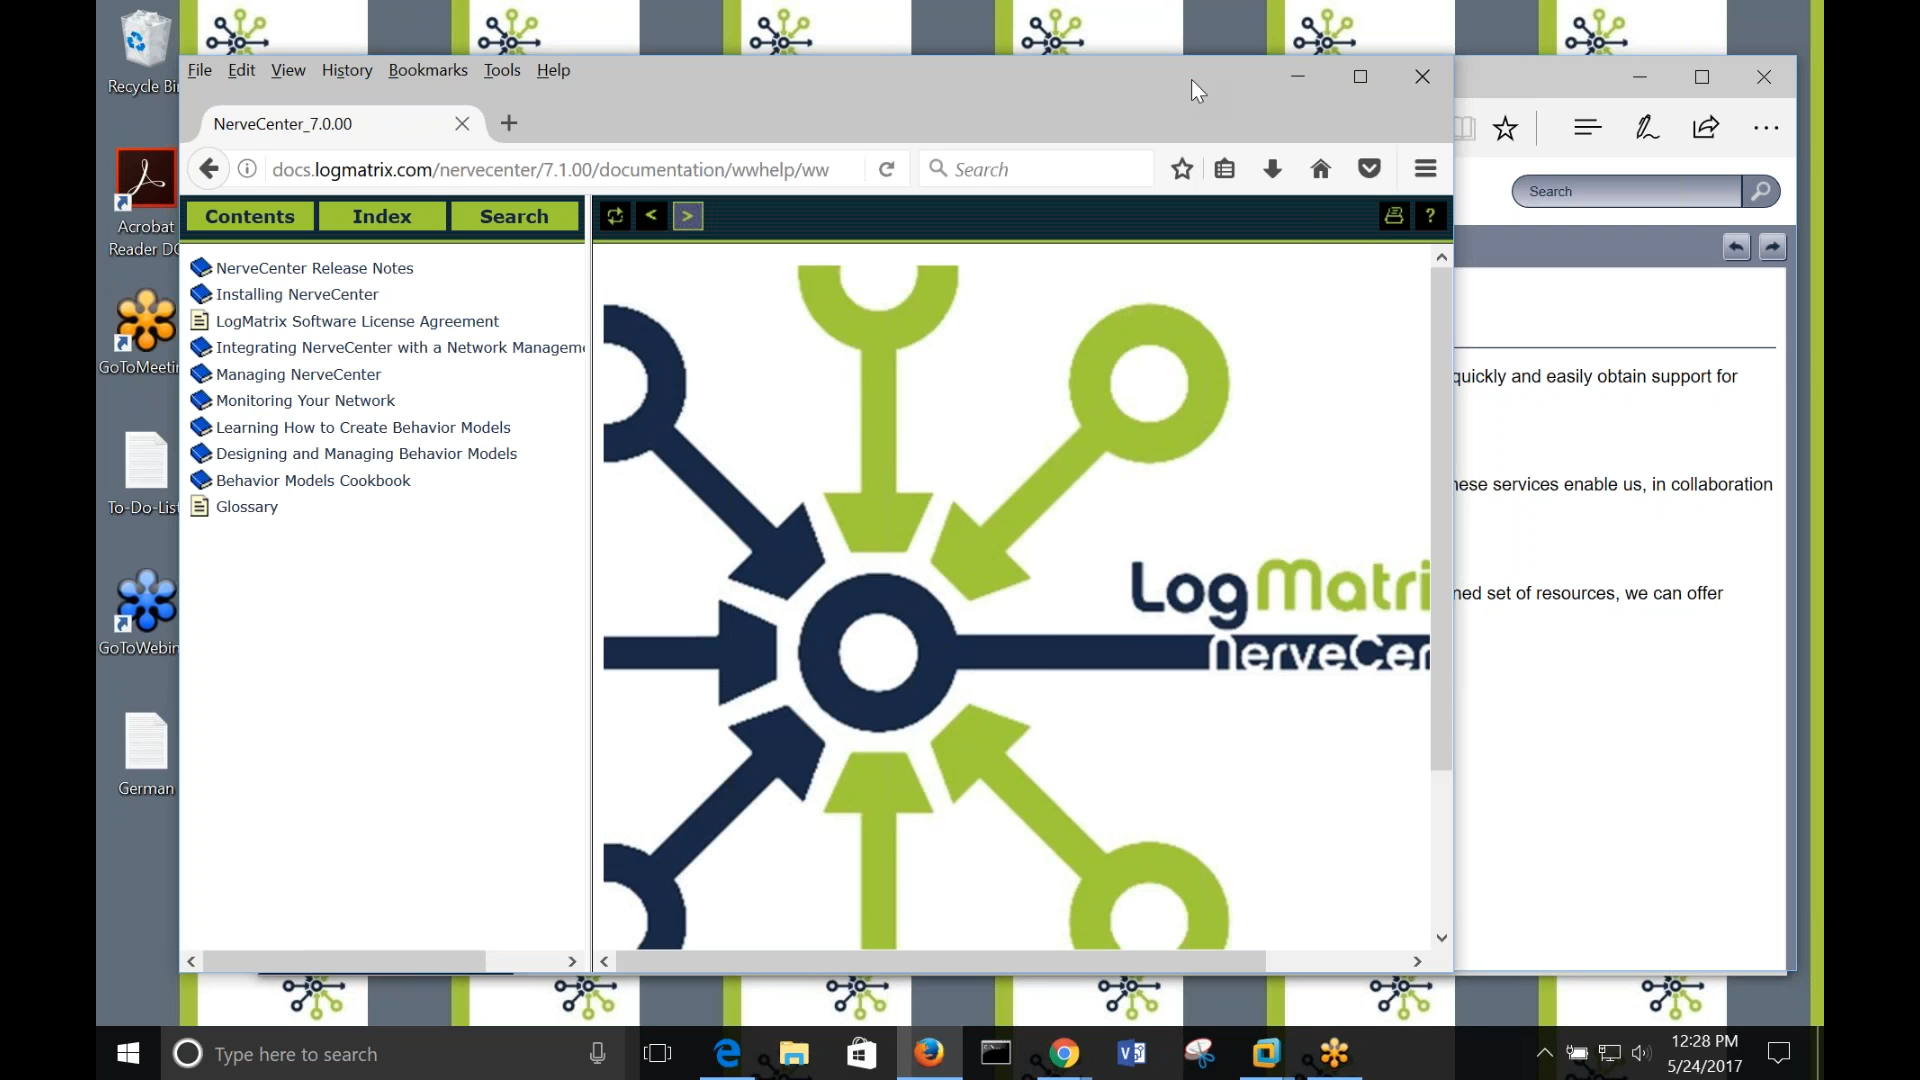 Recycle Bi
Acrobat
Reader DC
GoToMeetin
To-Do-List
GoToWebin
German
File Edit View History Bookmarks Tools Help
NerveCenter_7.0.00
docs.logmatrix.com/nervecenter/7.1.00/documentation/wwhelp/ww
Search
Contents Index Search
< > ?
NerveCenter Release Notes
Installing NerveCenter
LogMatrix Software License Agreement
Integrating NerveCenter with a Network Manageme
Managing NerveCenter
Monitoring Your Network
Learning How to Create Behavior Models
Designing and Managing Behavior Models
Behavior Models Cookbook
Glossary
LogMatri
NerveCen
Search
quickly and easily obtain support for
hese services enable us, in collaboration
ned set of resources, we can offer
Type here to search
12:28 PM
5/24/2017